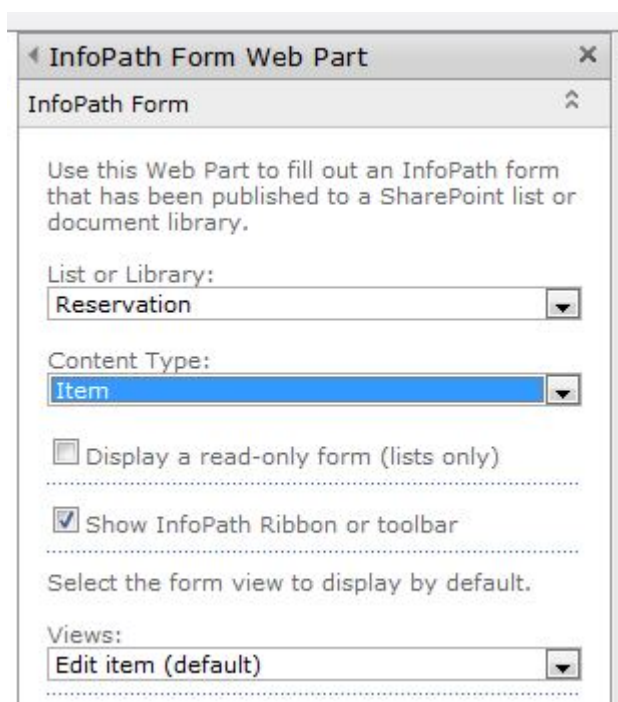 InfoPath Form Web Part
InfoPath Form
Use this Web Part to fill out an InfoPath form
that has been published to a SharePoint list or
document library.
List or Library:
Reservation
Content Type:
Item
Display a read-only form (lists only)
Show InfoPath Ribbon or toolbar
Select the form view to display by default.
Views:
Edit item (default)